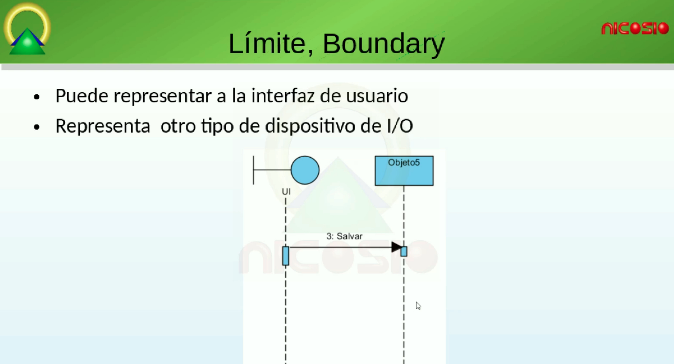 Límite, Boundary
NICOSIO
Puede representar a la interfaz de usuario
Representa otro tipo de dispositivo de I/O
Objeto5
UI
3: Salvar
NICOSIO